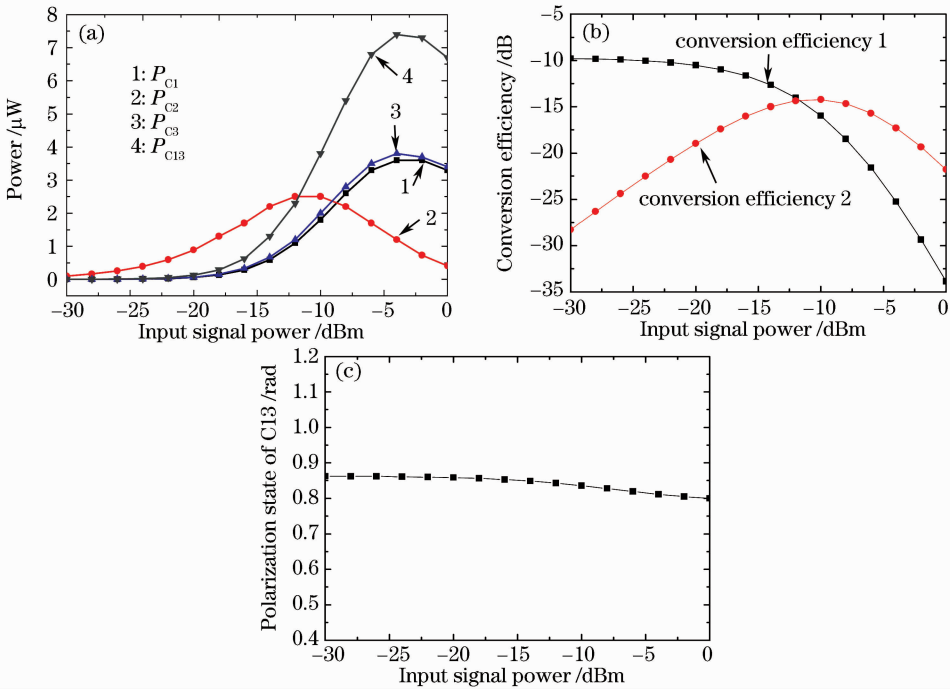 (a)
8
7
6
5
4
3
2
1
0
Power /μW
1: P_C1
2: P_C2
3: P_C3
4: P_C13
4
3
1
2
−30 −25 −20 −15 −10 −5 0
Input signal power /dBm
(b)
−5
−10
−15
−20
−25
−30
−35
Conversion efficiency /dB
conversion efficiency 1
conversion efficiency 2
−30 −25 −20 −15 −10 −5 0
Input signal power /dBm
(c)
1.2
1.1
1.0
0.9
0.8
0.7
0.6
0.5
0.4
Polarization state of C13 /rad
−30 −25 −20 −15 −10 −5 0
Input signal power /dBm